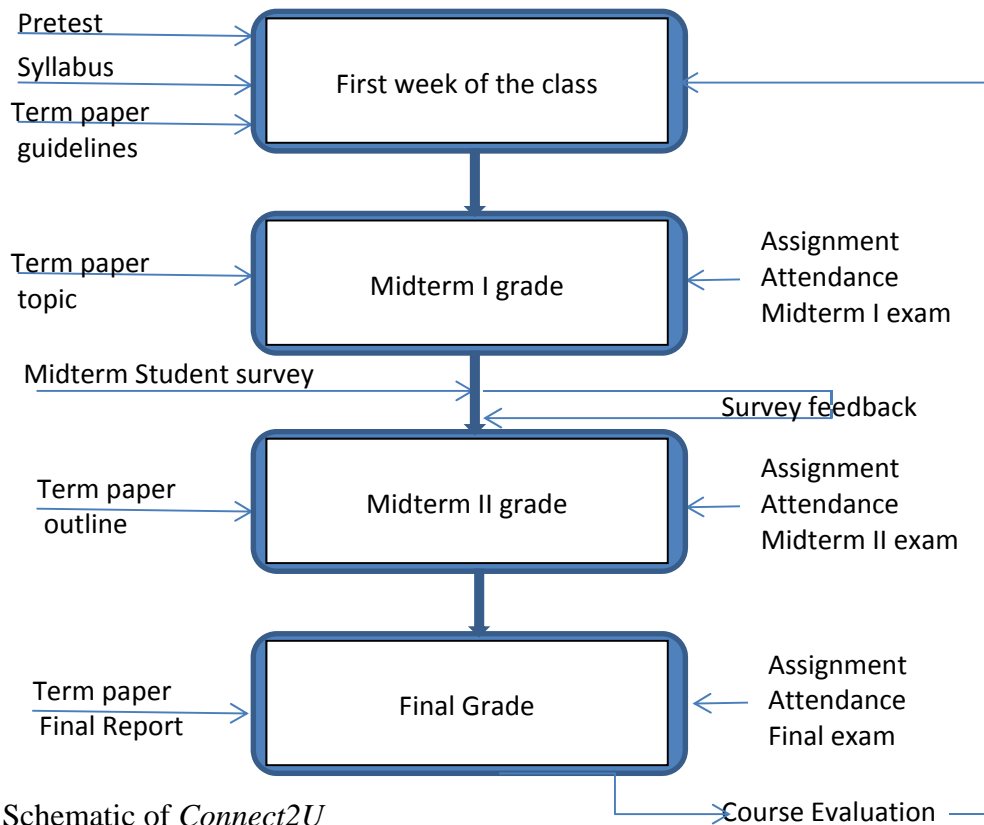 Pretest
Syllabus
Term paper
guidelines
First week of the class
Term paper
topic
Midterm I grade
Assignment
Attendance
Midterm I exam
Midterm Student survey
Survey feedback
Term paper
outline
Midterm II grade
Assignment
Attendance
Midterm II exam
Term paper
Final Report
Final Grade
Assignment
Attendance
Final exam
Course Evaluation
Schematic of Connect2U